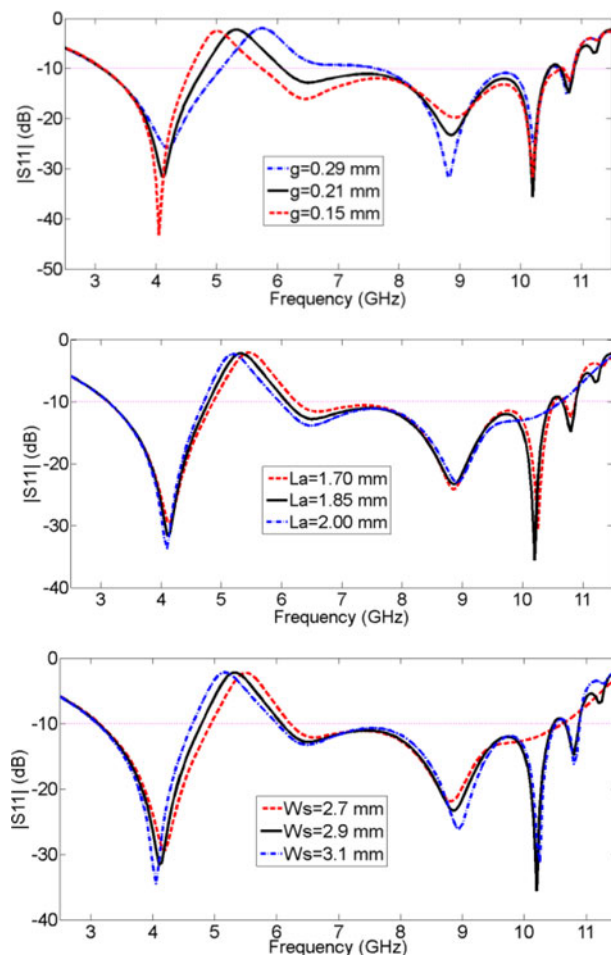 0
-10
-20
-30
-40
-50
|S11| (dB)
g=0.29 mm
g=0.21 mm
g=0.15 mm
3 4 5 6 7 8 9 10 11
Frequency (GHz)
0
-10
-20
-30
-40
|S11| (dB)
La=1.70 mm
La=1.85 mm
La=2.00 mm
3 4 5 6 7 8 9 10 11
Frequency (GHz)
0
-10
-20
-30
-40
|S11| (dB)
Ws=2.7 mm
Ws=2.9 mm
Ws=3.1 mm
3 4 5 6 7 8 9 10 11
Frequency (GHz)